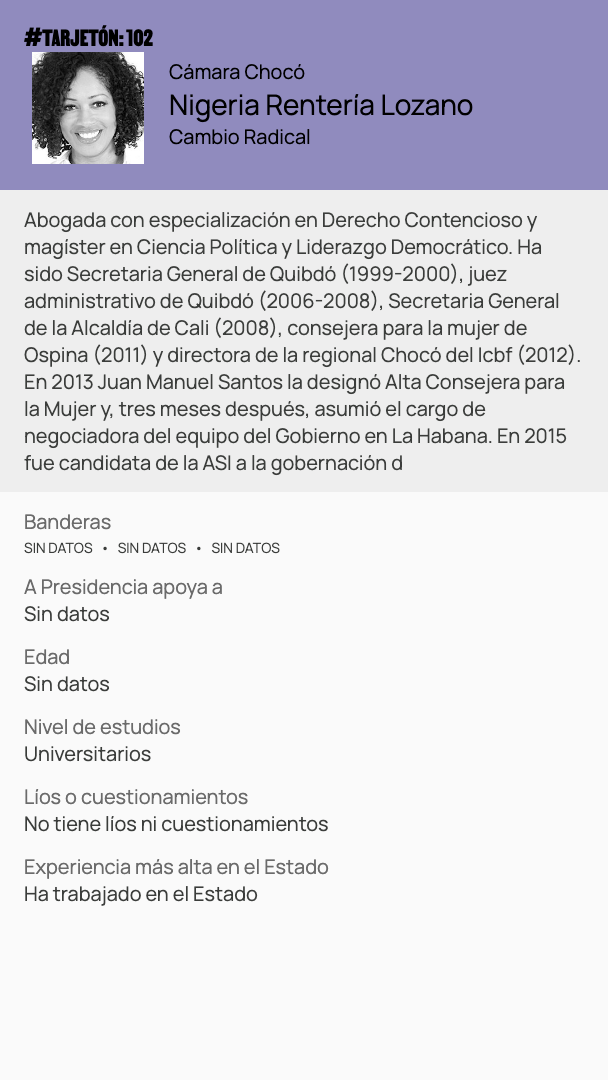 #TARJETÓN: 102
Cámara Chocó
Nigeria Rentería Lozano
Cambio Radical
Abogada con especialización en Derecho Contencioso y
magíster en Ciencia Política y Liderazgo Democrático. Ha
sido Secretaria General de Quibdó (1999-2000), juez
administrativo de Quibdó (2006-2008), Secretaria General
de la Alcaldía de Cali (2008), consejera para la mujer de
Ospina (2011) y directora de la regional Chocó del Icbf (2012).
En 2013 Juan Manuel Santos la designó Alta Consejera para
la Mujer y, tres meses después, asumió el cargo de
negociadora del equipo del Gobierno en La Habana. En 2015
fue candidata de la ASI a la gobernación d
Banderas
SIN DATOS • SIN DATOS • SIN DATOS
A Presidencia apoya a
Sin datos
Edad
Sin datos
Nivel de estudios
Universitarios
Líos o cuestionamientos
No tiene líos ni cuestionamientos
Experiencia más alta en el Estado
Ha trabajado en el Estado